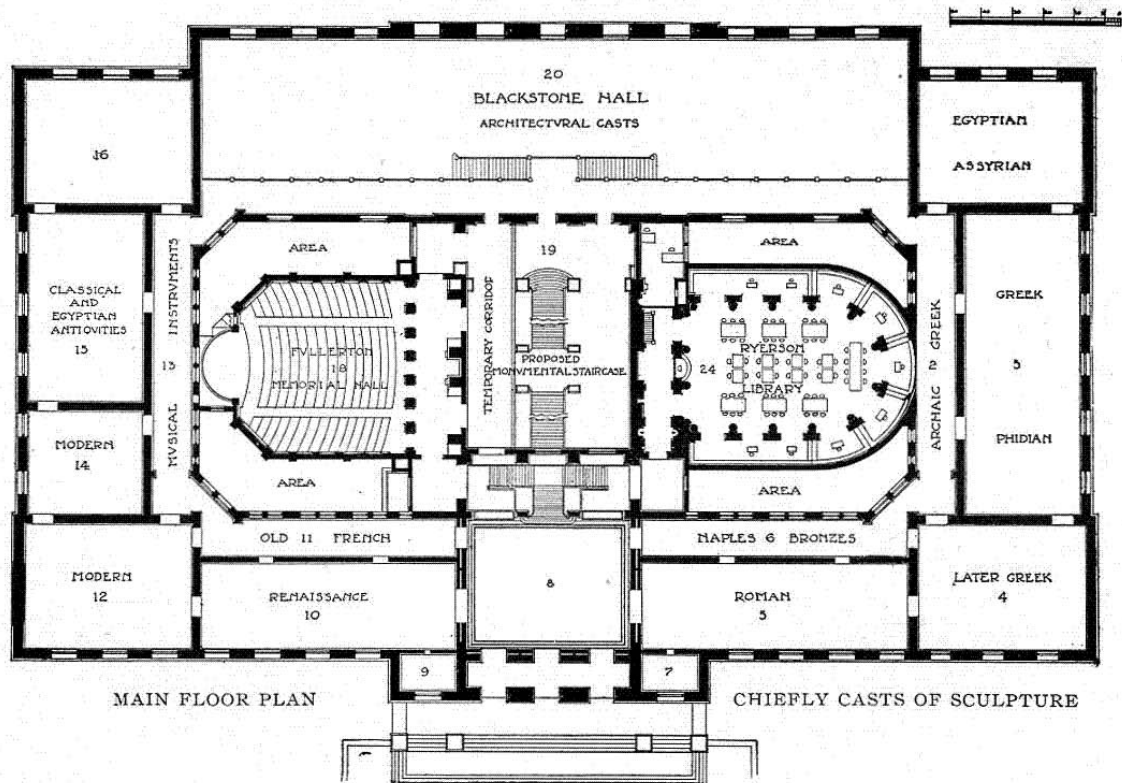 20
BLACKSTONE HALL
ARCHITECTVRAL CASTS
16
EGYPTIAN
ASSYRIAN
AREA
19
AREA
CLASSICAL
AND
EGYPTIAN
ANTIQVITIES
15
MVSICAL 13 INSTRVMENTS
FVLLERTON
18
MEMORIAL HALL
TEMPORARY CORRIDOR
PROPOSED
MONVMENTAL STAIRCASE
RYERSON
24
LIBRARY
ARCHAIC 2 GREEK
GREEK
3
PHIDIAN
MODERN
14
AREA
AREA
OLD 11 FRENCH
NAPLES 6 BRONZES
MODERN
12
RENAISSANCE
10
8
ROMAN
5
LATER GREEK
4
9
7
MAIN FLOOR PLAN
CHIEFLY CASTS OF SCULPTURE